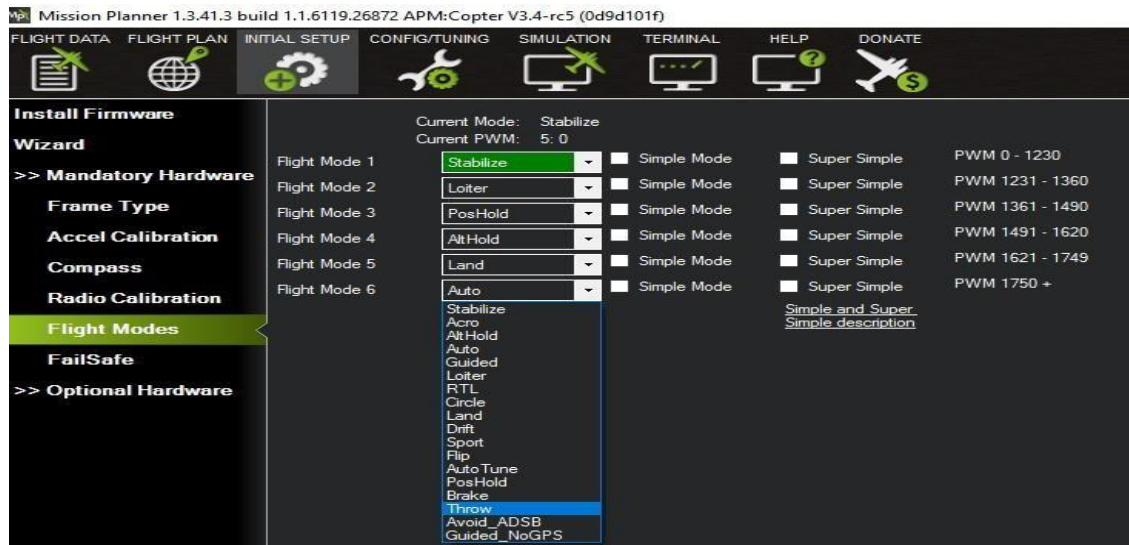 Mission Planner 1.3.41.3 build 1.1.6119.26872 APM:Copter V3.4-rc5 (0d9d101f)
FLIGHT DATA FLIGHT PLAN INITIAL SETUP CONFIG/TUNING SIMULATION TERMINAL HELP DONATE
Install Firmware
Wizard
>> Mandatory Hardware
Frame Type
Accel Calibration
Compass
Radio Calibration
Flight Modes
FailSafe
>> Optional Hardware
Current Mode: Stabilize
Current PWM: 5: 0
Flight Mode 1 Stabilize Simple Mode Super Simple PWM 0 - 1230
Flight Mode 2 Loiter Simple Mode Super Simple PWM 1231 - 1360
Flight Mode 3 PosHold Simple Mode Super Simple PWM 1361 - 1490
Flight Mode 4 AltHold Simple Mode Super Simple PWM 1491 - 1620
Flight Mode 5 Land Simple Mode Super Simple PWM 1621 - 1749
Flight Mode 6 Auto Simple Mode Super Simple PWM 1750 +
Simple and Super
Simple description
Stabilize
Acro
AltHold
Auto
Guided
Loiter
RTL
Circle
Land
Drift
Sport
Flip
AutoTune
PosHold
Brake
Throw
Avoid_ADSB
Guided_NoGPS